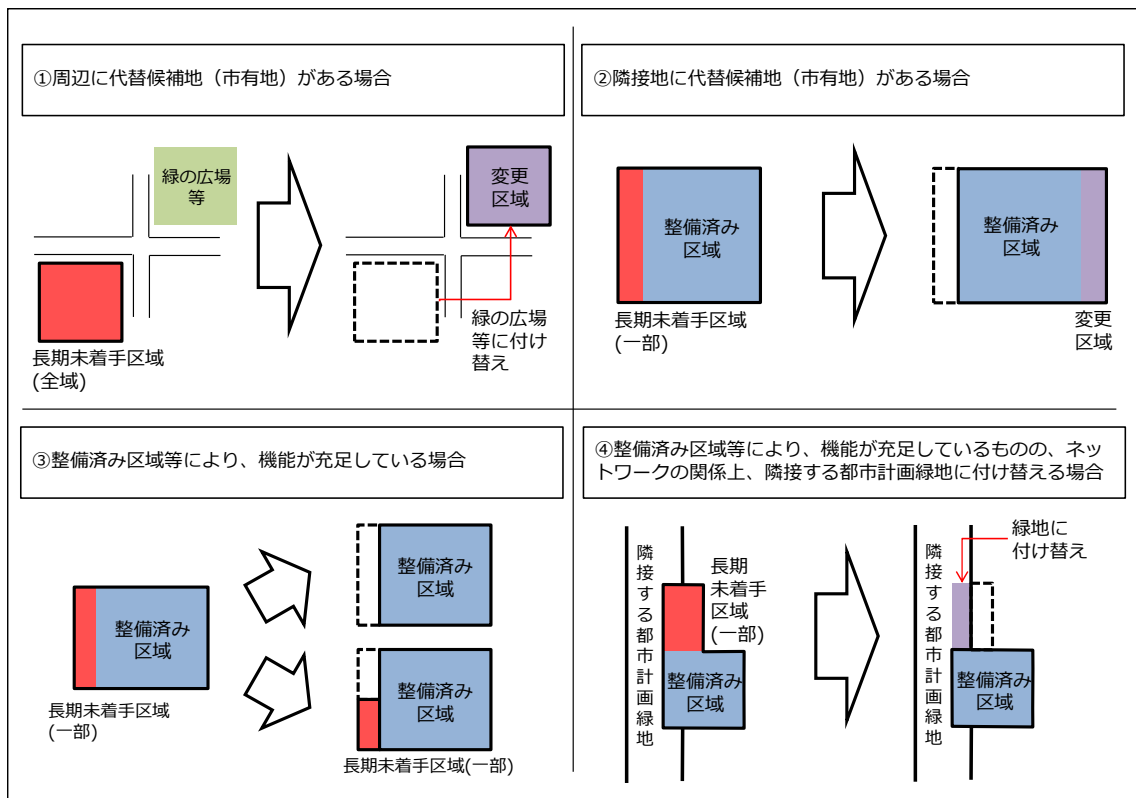 ①周辺に代替候補地（市有地）がある場合
緑の広場
等
変更
区域
長期未着手区域
(全域)
緑の広場
等に付け
替え
②隣接地に代替候補地（市有地）がある場合
整備済み
区域
長期未着手区域
(一部)
整備済み
区域
変更
区域
③整備済み区域等により、機能が充足している場合
整備済み
区域
長期未着手区域
(一部)
整備済み
区域
整備済み
区域
長期未着手区域(一部)
④整備済み区域等により、機能が充足しているものの、ネッ
トワークの関係上、隣接する都市計画緑地に付け替える場合
隣接する都市計画緑地
長期
未着手
区域
(一部)
整備済み
区域
隣接する都市計画緑地
緑地に
付け替え
整備済み
区域